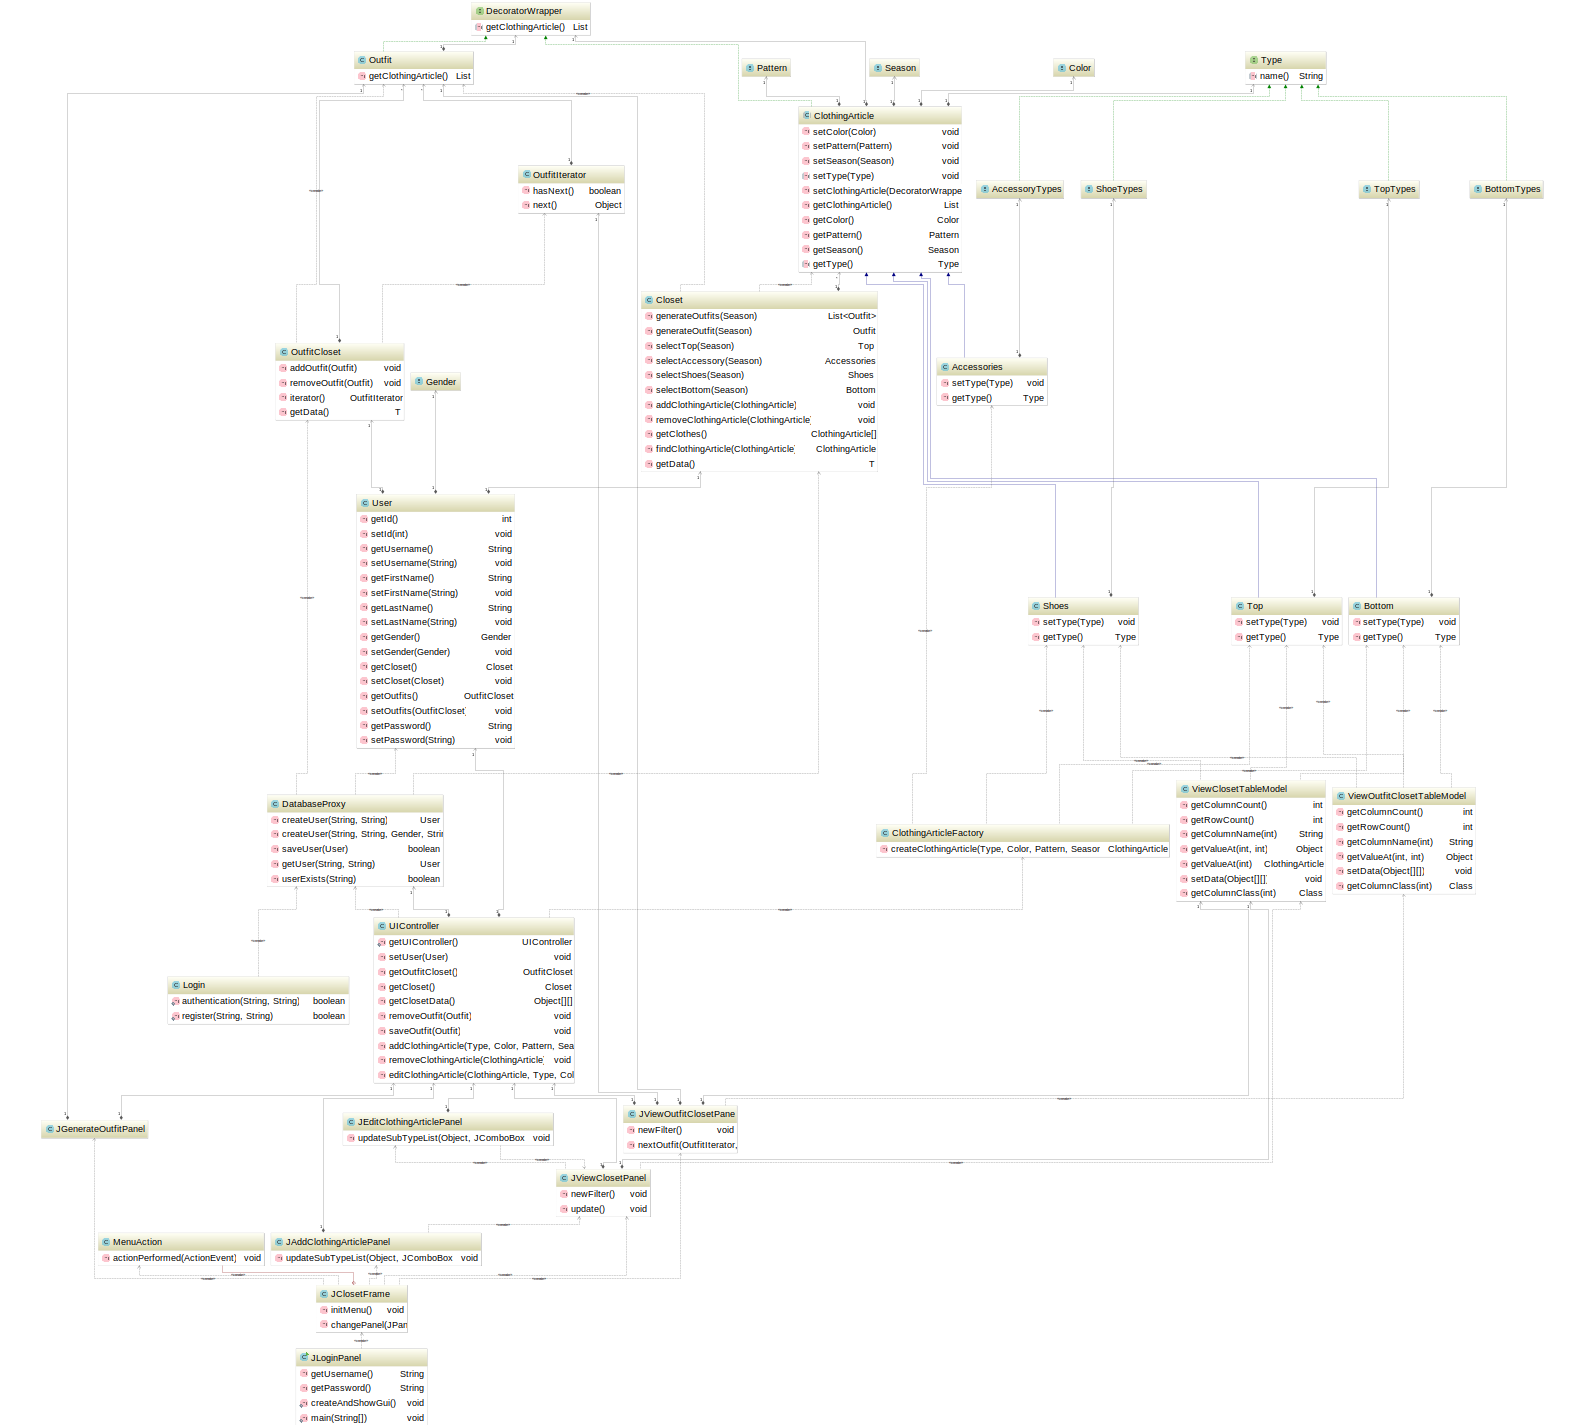 DecoratorWrapper
getClothingArticle() List
Outfit
getClothingArticle() List
Pattern
Season
Color
Type
name() String
ClothingArticle
setColor(Color) void
setPattern(Pattern) void
setSeason(Season) void
setType(Type) void
setClothingArticle(DecoratorWrappe
getClothingArticle() List
getColor() Color
getPattern() Pattern
getSeason() Season
getType() Type
OutfitIterator
hasNext() boolean
next() Object
AccessoryTypes
ShoeTypes
TopTypes
BottomTypes
Closet
generateOutfits(Season) List<Outfit>
generateOutfit(Season) Outfit
selectTop(Season) Top
selectAccessory(Season) Accessories
selectShoes(Season) Shoes
selectBottom(Season) Bottom
addClothingArticle(ClothingArticle) void
removeClothingArticle(ClothingArticle) void
getClothes() ClothingArticle[]
findClothingArticle(ClothingArticle) ClothingArticle
getData() T
OutfitCloset
addOutfit(Outfit) void
removeOutfit(Outfit) void
iterator() OutfitIterator
getData() T
Gender
Accessories
setType(Type) void
getType() Type
User
getId() int
setId(int) void
getUsername() String
setUsername(String) void
getFirstName() String
setFirstName(String) void
getLastName() String
setLastName(String) void
getGender() Gender
setGender(Gender) void
getCloset() Closet
setCloset(Closet) void
getOutfits() OutfitCloset
setOutfits(OutfitCloset) void
getPassword() String
setPassword(String) void
Shoes
setType(Type) void
getType() Type
Top
setType(Type) void
getType() Type
Bottom
setType(Type) void
getType() Type
DatabaseProxy
createUser(String, String) User
createUser(String, String, Gender, Strin
saveUser(User) boolean
getUser(String, String) User
userExists(String) boolean
ClothingArticleFactory
createClothingArticle(Type, Color, Pattern, Season ClothingArticle
ViewClosetTableModel
getColumnCount() int
getRowCount() int
getColumnName(int) String
getValueAt(int, int) Object
getValueAt(int) ClothingArticle
setData(Object[][]) void
getColumnClass(int) Class
ViewOutfitClosetTableModel
getColumnCount() int
getRowCount() int
getColumnName(int) String
getValueAt(int, int) Object
setData(Object[][]) void
getColumnClass(int) Class
UIController
getUIController() UIController
setUser(User) void
getOutfitCloset() OutfitCloset
getCloset() Closet
getClosetData() Object[][]
removeOutfit(Outfit) void
saveOutfit(Outfit) void
addClothingArticle(Type, Color, Pattern, Sea
removeClothingArticle(ClothingArticle) void
editClothingArticle(ClothingArticle, Type, Col
Login
authentication(String, String) boolean
register(String, String) boolean
JGenerateOutfitPanel
JEditClothingArticlePanel
updateSubTypeList(Object, JComboBox void
JViewOutfitClosetPane
newFilter() void
nextOutfit(OutfitIterator,
JViewClosetPanel
newFilter() void
update() void
MenuAction
actionPerformed(ActionEvent) void
JAddClothingArticlePanel
updateSubTypeList(Object, JComboBox void
JClosetFrame
initMenu() void
changePanel(JPan
JLoginPanel
getUsername() String
getPassword() String
createAndShowGui() void
main(String[]) void